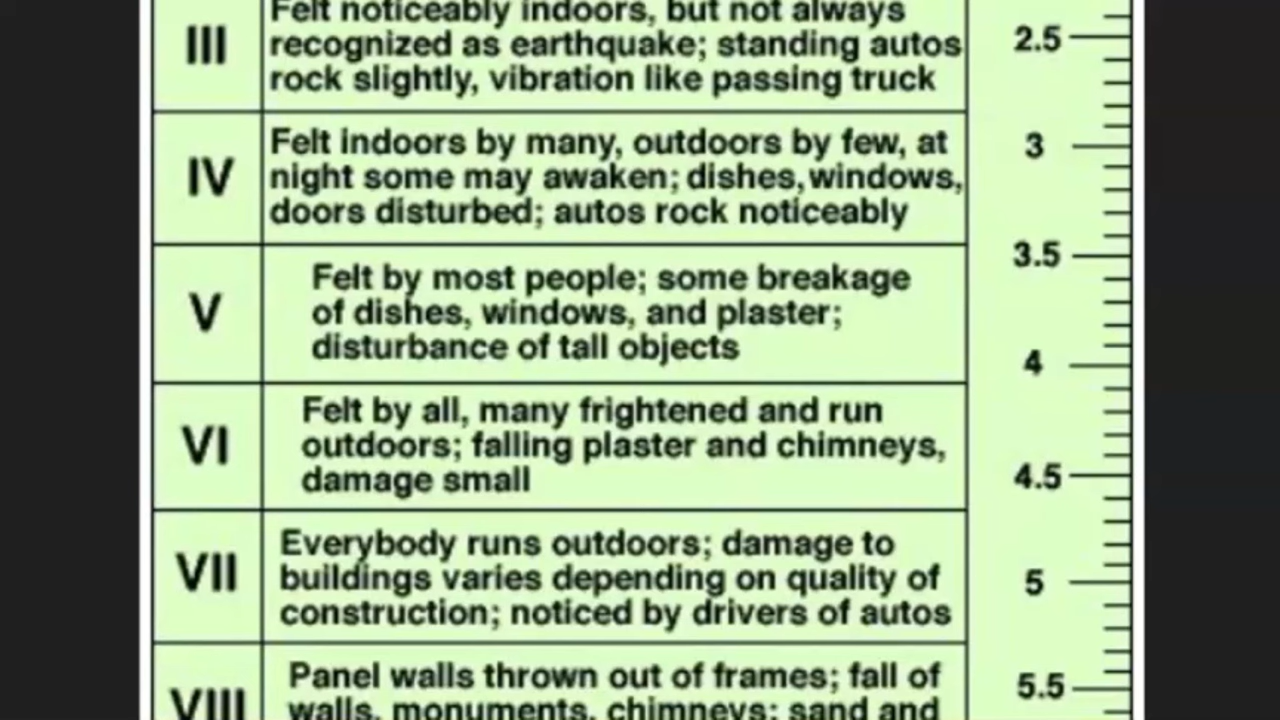 III
Felt noticeably indoors, but not always
recognized as earthquake; standing autos
rock slightly, vibration like passing truck
2.5
IV
Felt indoors by many, outdoors by few, at
night some may awaken; dishes, windows,
doors disturbed; autos rock noticeably
3
3.5
V
Felt by most people; some breakage
of dishes, windows, and plaster;
disturbance of tall objects
4
VI
Felt by all, many frightened and run
outdoors; falling plaster and chimneys,
damage small
4.5
VII
Everybody runs outdoors; damage to
buildings varies depending on quality of
construction; noticed by drivers of autos
5
VIII
Panel walls thrown out of frames; fall of
walls, monuments, chimneys; sand and
5.5